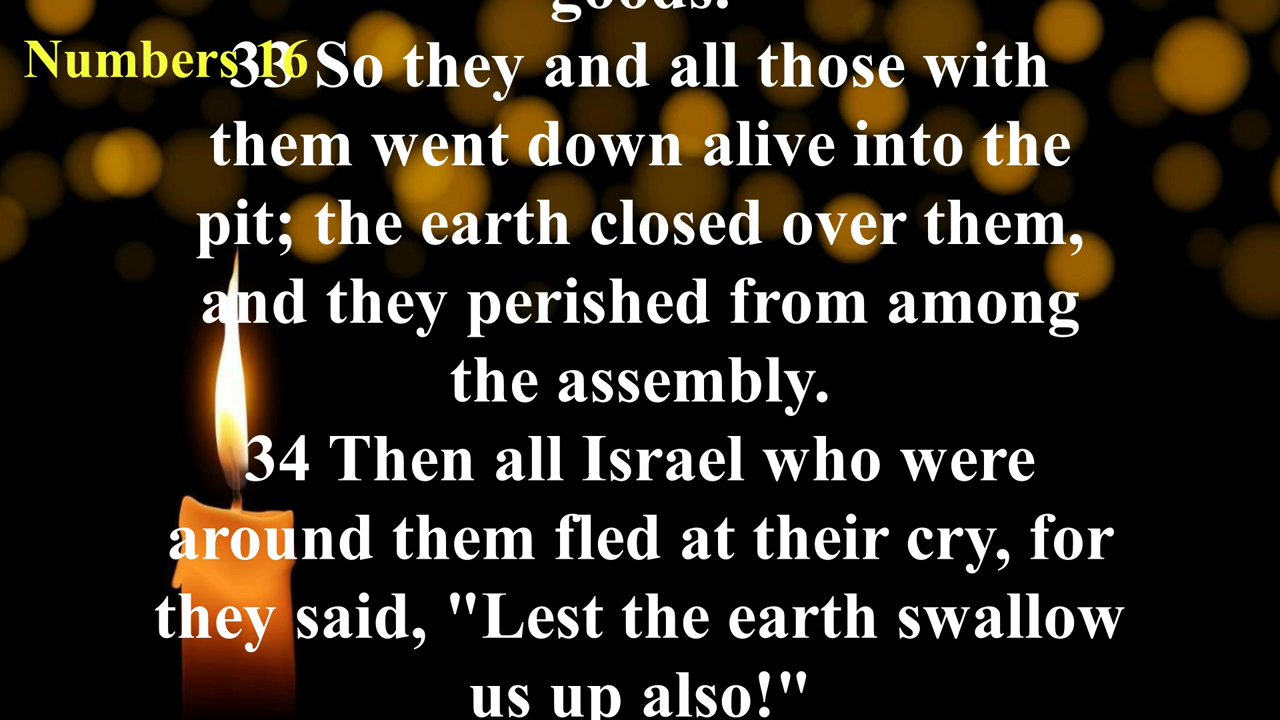 goods.
Numbers 16
33 So they and all those with
them went down alive into the
pit; the earth closed over them,
and they perished from among
the assembly.
34 Then all Israel who were
around them fled at their cry, for
they said, "Lest the earth swallow
us up also!"